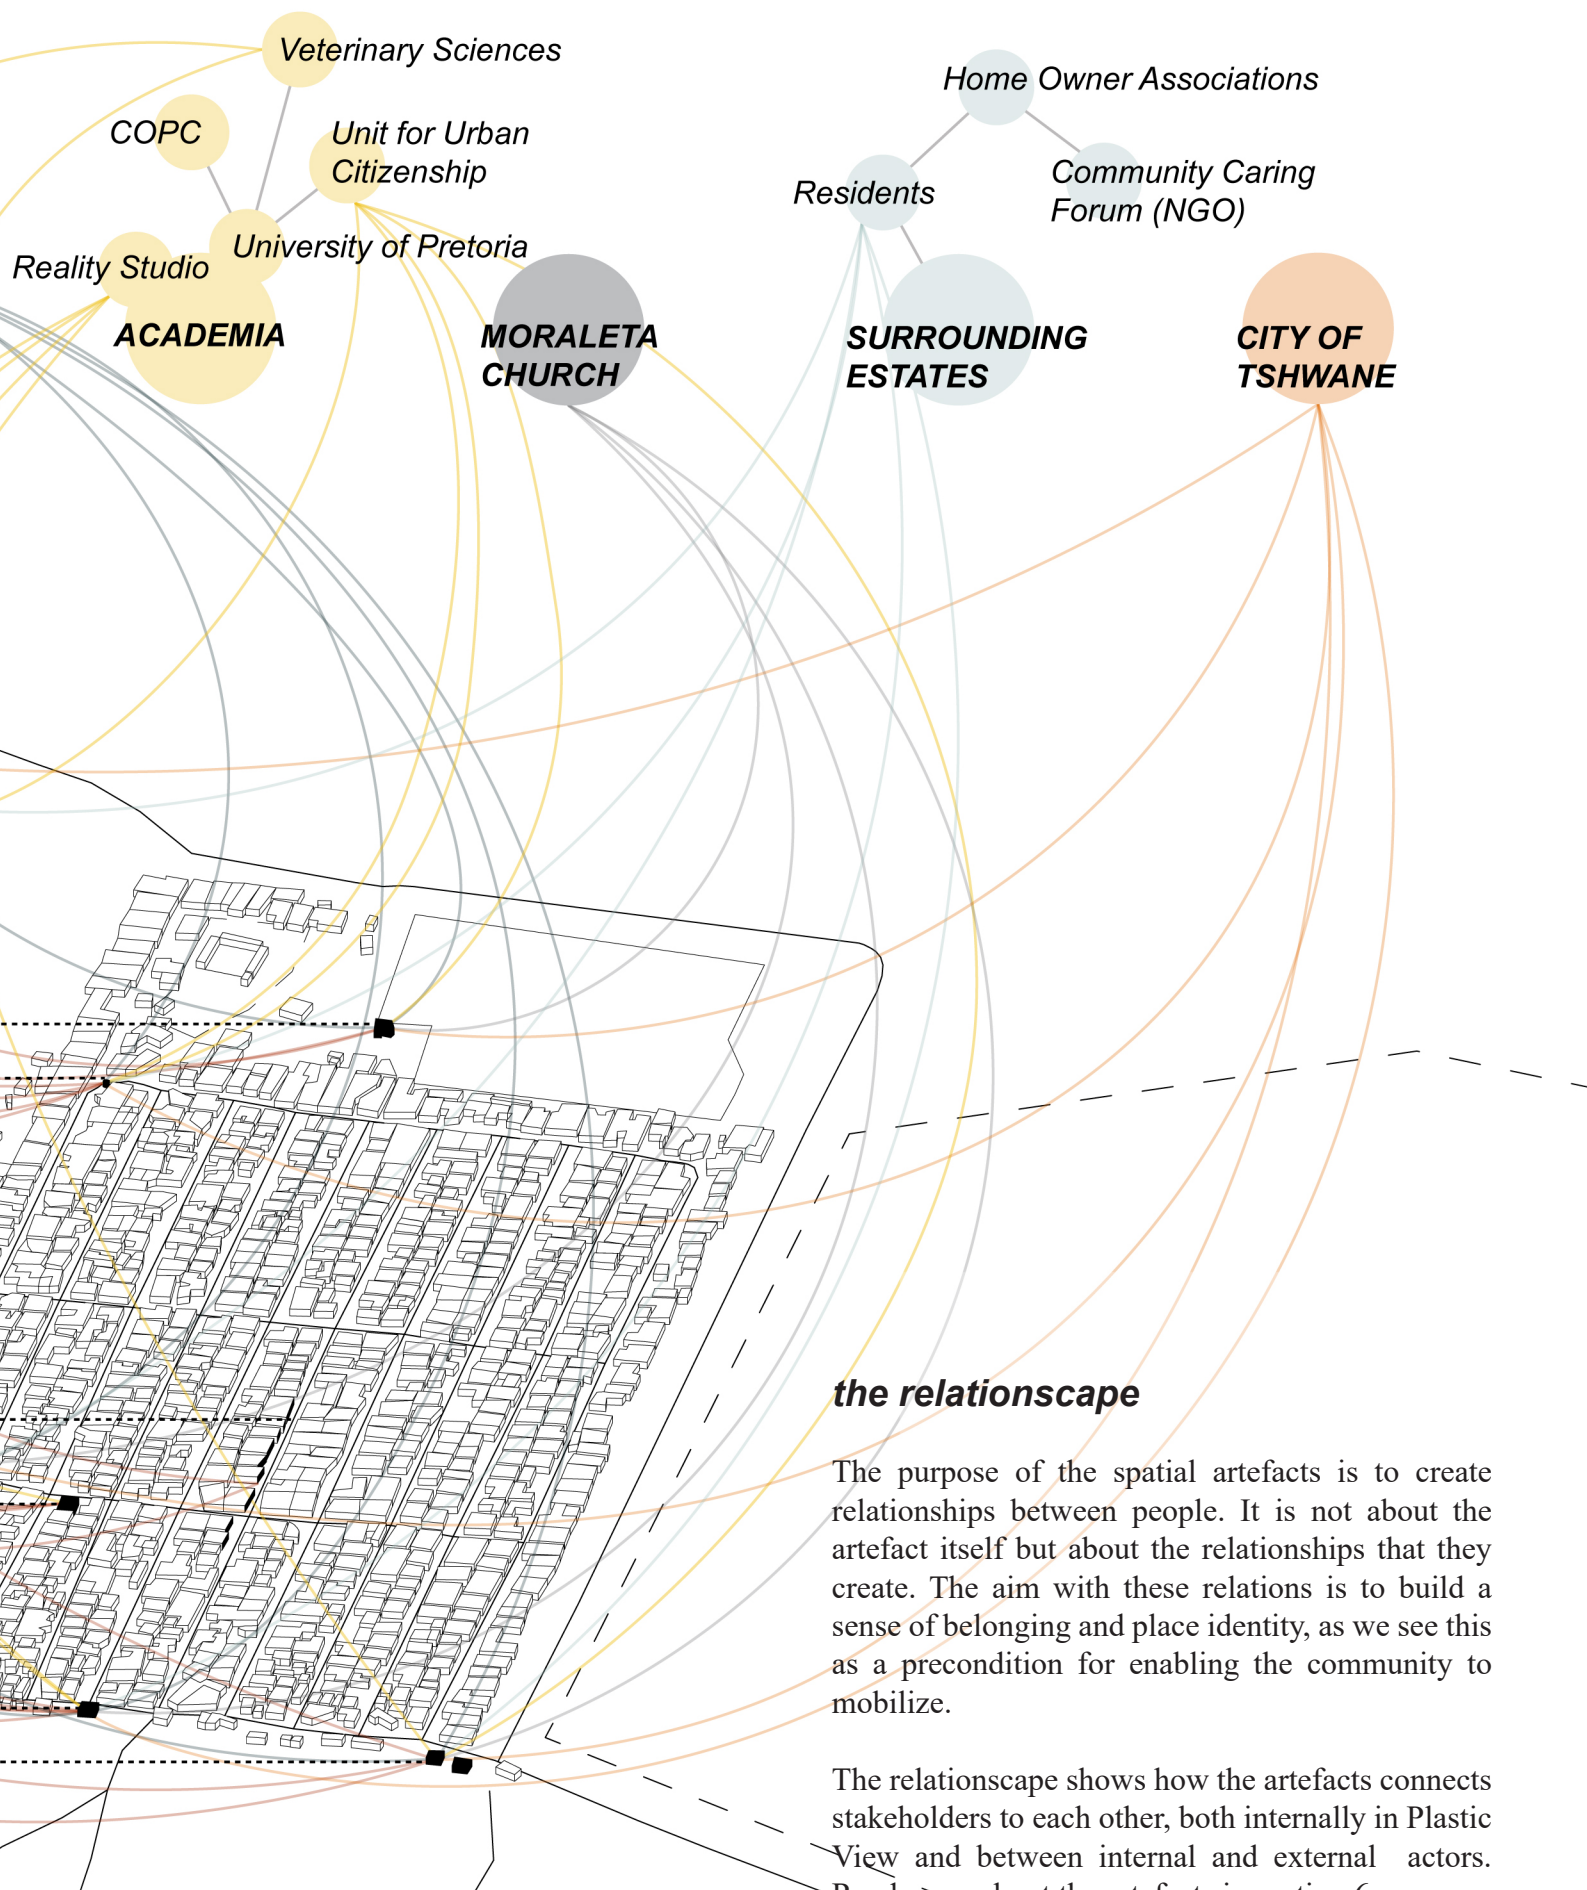 Veterinary Sciences
COPC
Unit for Urban
Citizenship
University of Pretoria
Reality Studio
ACADEMIA
MORALETA
CHURCH
Home Owner Associations
Residents
Community Caring
Forum (NGO)
SURROUNDING
ESTATES
CITY OF
TSHWANE
the relationscape
The purpose of the spatial artefacts is to create
relationships between people. It is not about the
artefact itself but about the relationships that they
create. The aim with these relations is to build a
sense of belonging and place identity, as we see this
as a precondition for enabling the community to
mobilize.
The relationscape shows how the artefacts connects
stakeholders to each other, both internally in Plastic
View and between internal and external actors.